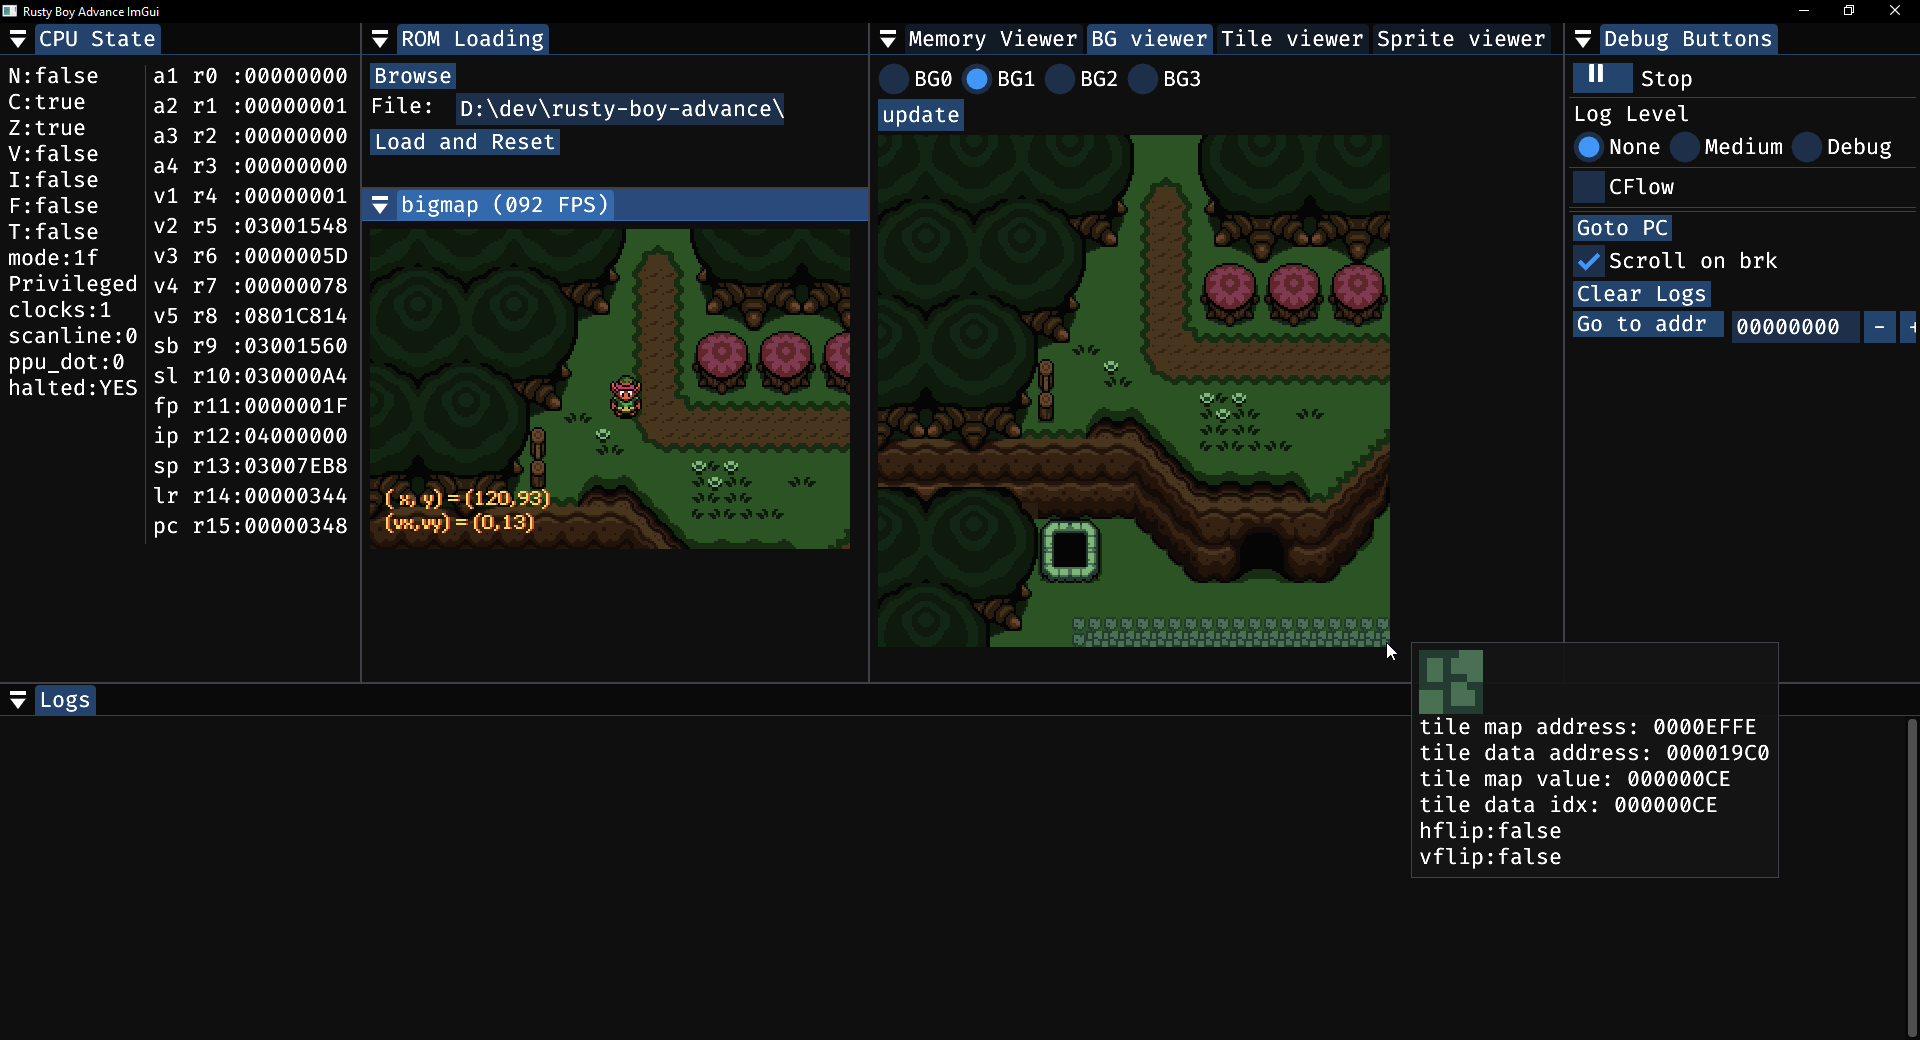 Rusty Boy Advance ImGui
CPU State
N:false
C:true
Z:true
V:false
I:false
F:false
T:false
mode:1f
Privileged
clocks:1
scanline:0
ppu_dot:0
halted:YES
a1 r0 :00000000
a2 r1 :00000001
a3 r2 :00000000
a4 r3 :00000000
v1 r4 :00000001
v2 r5 :03001548
v3 r6 :0000005D
v4 r7 :00000078
v5 r8 :0801C814
sb r9 :03001560
sl r10:030000A4
fp r11:0000001F
ip r12:04000000
sp r13:03007EB8
lr r14:00000344
pc r15:00000348
ROM Loading
Browse
File: D:\dev\rusty-boy-advance\
Load and Reset
bigmap (092 FPS)
( x, y) = (120,93)
(vx,vy) = (0,13)
Memory Viewer BG viewer Tile viewer Sprite viewer
BG0 BG1 BG2 BG3
update
tile map address: 0000EFFE
tile data address: 000019C0
tile map value: 000000CE
tile data idx: 000000CE
hflip:false
vflip:false
Debug Buttons
Stop
Log Level
None Medium Debug
CFlow
Goto PC
Scroll on brk
Clear Logs
Go to addr 00000000 - +
Logs